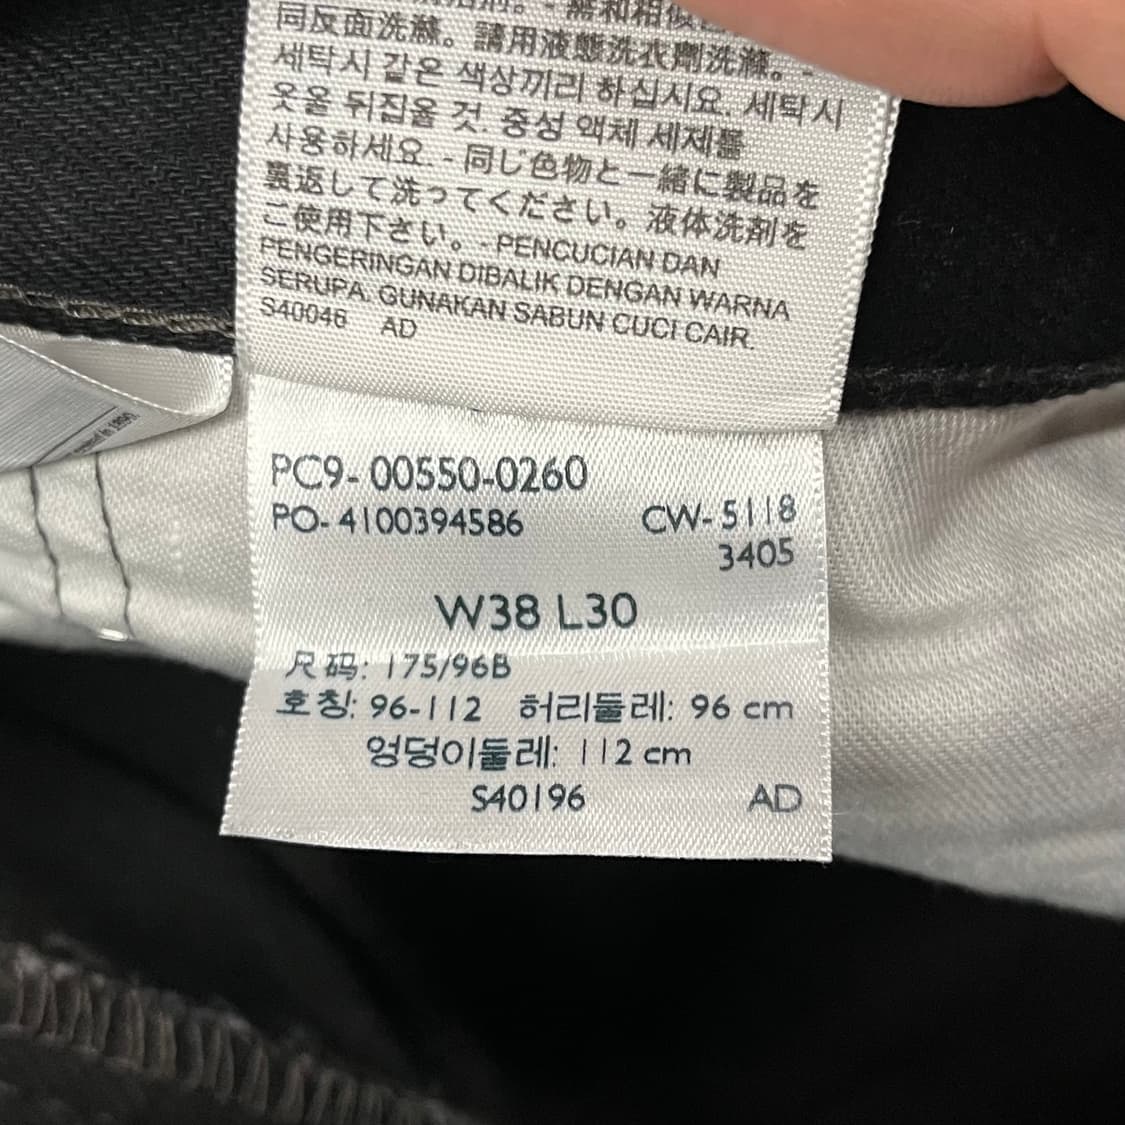 同反面洗滌。請用液態洗衣劑洗滌。-
세탁시 같은 색상끼리 하십시요. 세탁시
옷을 뒤집을 것. 중성 액체 세제를
사용하세요. - 同じ色物と一緒に製品を
裏返して洗ってください。液体洗剤を
ご使用下さい。- PENCUCIAN DAN
PENGERINGAN DIBALIK DENGAN WARNA
SERUPA. GUNAKAN SABUN CUCI CAIR.
S40046 AD
PC9- 00550-0260
PO- 4100394586 CW- 5118
3405
W38 L30
尺码: 175/96B
호칭: 96-112 허리둘레: 96 cm
엉덩이둘레: 112 cm
S40196 AD
in 1890.